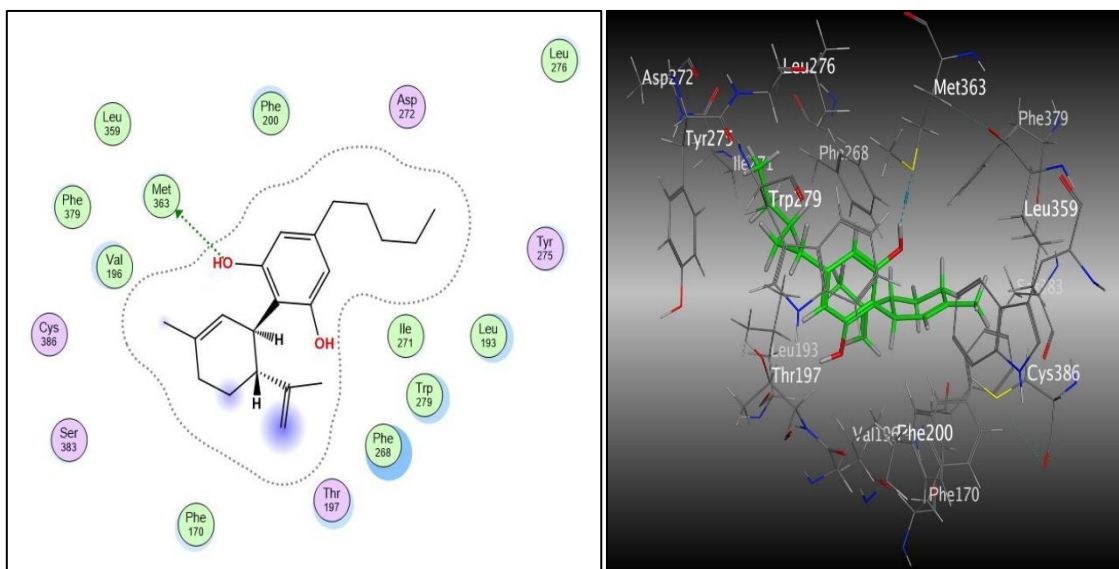 Leu
276
Phe
200
Asp
272
Leu
359
Met
363
Phe
379
Val
196
Tyr
275
HO
Cys
386
OH
Ile
271
Leu
193
H
Trp
279
H
Ser
383
Phe
268
Thr
197
Phe
170
Leu276
Asp272
Met363
Phe379
Tyr275
Phe268
Trp279
Leu359
Leu193
Thr197
Cys386
Phe200
Phe170